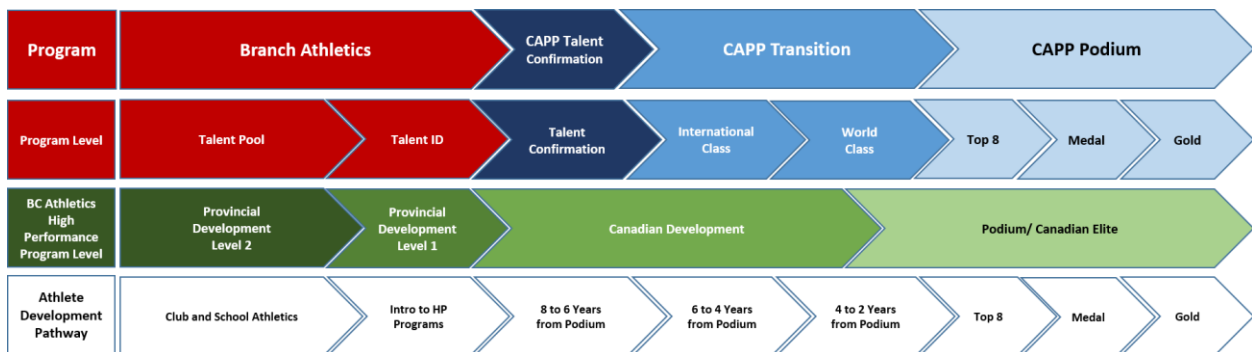 Program
Branch Athletics
CAPP Talent
Confirmation
CAPP Transition
CAPP Podium
Program Level
Talent Pool
Talent ID
Talent
Confirmation
International
Class
World
Class
Top 8
Medal
Gold
BC Athletics
High
Performance
Program Level
Provincial
Development
Level 2
Provincial
Development
Level 1
Canadian Development
Podium/ Canadian Elite
Athlete
Development
Pathway
Club and School Athletics
Intro to HP
Programs
8 to 6 Years
from Podium
6 to 4 Years
from Podium
4 to 2 Years
from Podium
Top 8
Medal
Gold